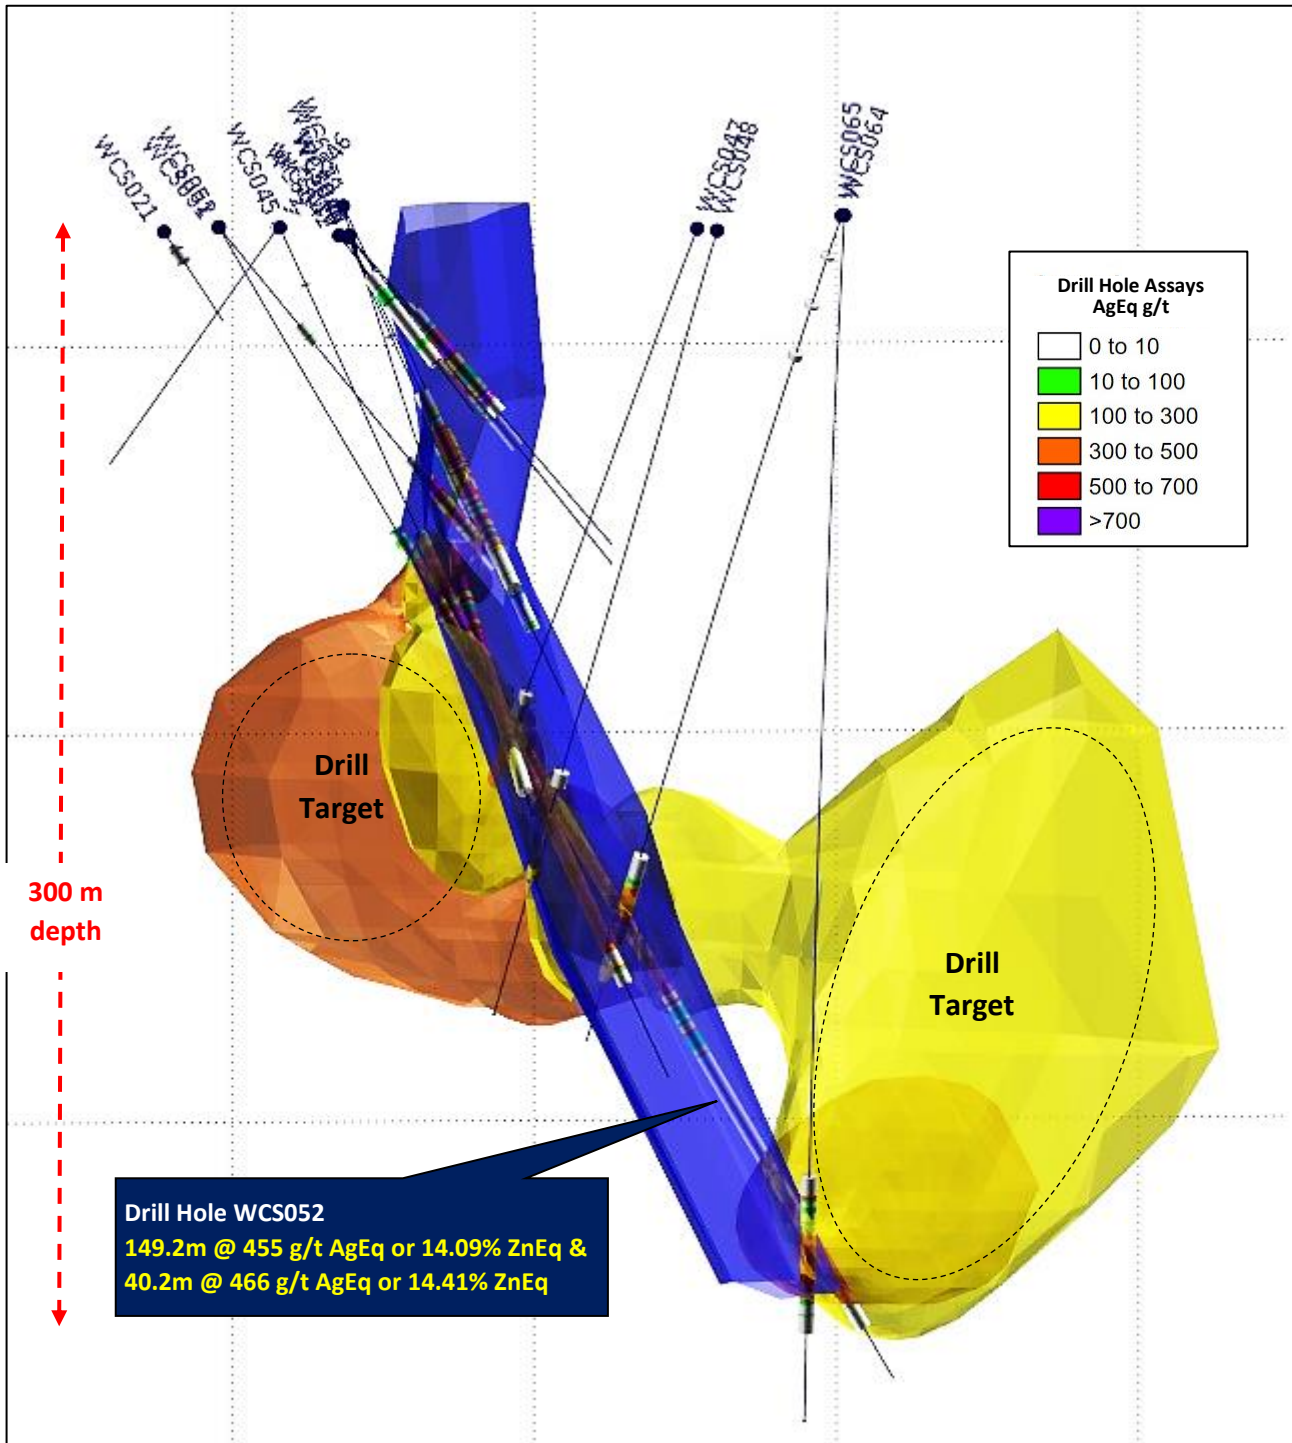 WCS021
WCS045
WCS047
WCS048
WCS065
WCS064
Drill Hole Assays
AgEq g/t
0 to 10
10 to 100
100 to 300
300 to 500
500 to 700
>700
Drill
Target
300 m
depth
Drill
Target
Drill Hole WCS052
149.2m @ 455 g/t AgEq or 14.09% ZnEq &
40.2m @ 466 g/t AgEq or 14.41% ZnEq